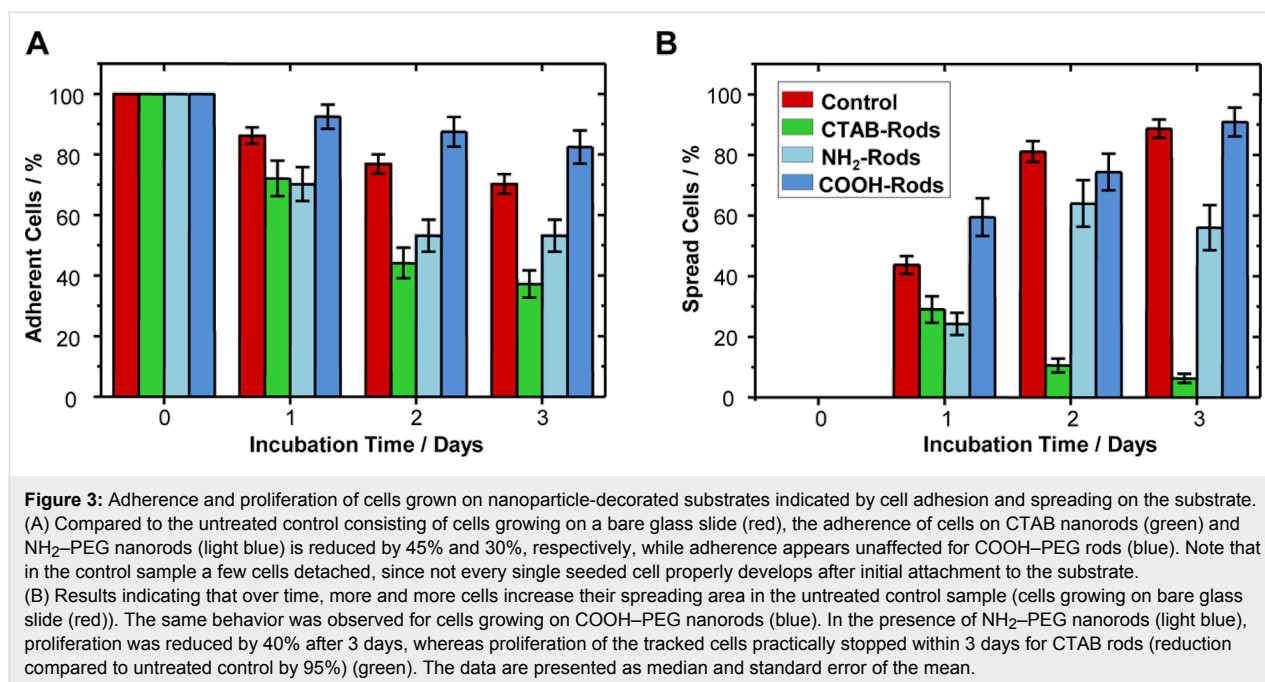 A
Adherent Cells / %
100
80
60
40
20
0
0 1 2 3
Incubation Time / Days
B
Spread Cells / %
100
80
60
40
20
0
Control
CTAB-Rods
NH₂-Rods
COOH-Rods
0 1 2 3
Incubation Time / Days
Figure 3: Adherence and proliferation of cells grown on nanoparticle-decorated substrates indicated by cell adhesion and spreading on the substrate.
(A) Compared to the untreated control consisting of cells growing on a bare glass slide (red), the adherence of cells on CTAB nanorods (green) and
NH₂–PEG nanorods (light blue) is reduced by 45% and 30%, respectively, while adherence appears unaffected for COOH–PEG rods (blue). Note that
in the control sample a few cells detached, since not every single seeded cell properly develops after initial attachment to the substrate.
(B) Results indicating that over time, more and more cells increase their spreading area in the untreated control sample (cells growing on bare glass
slide (red)). The same behavior was observed for cells growing on COOH–PEG nanorods (blue). In the presence of NH₂–PEG nanorods (light blue),
proliferation was reduced by 40% after 3 days, whereas proliferation of the tracked cells practically stopped within 3 days for CTAB rods (reduction
compared to untreated control by 95%) (green). The data are presented as median and standard error of the mean.